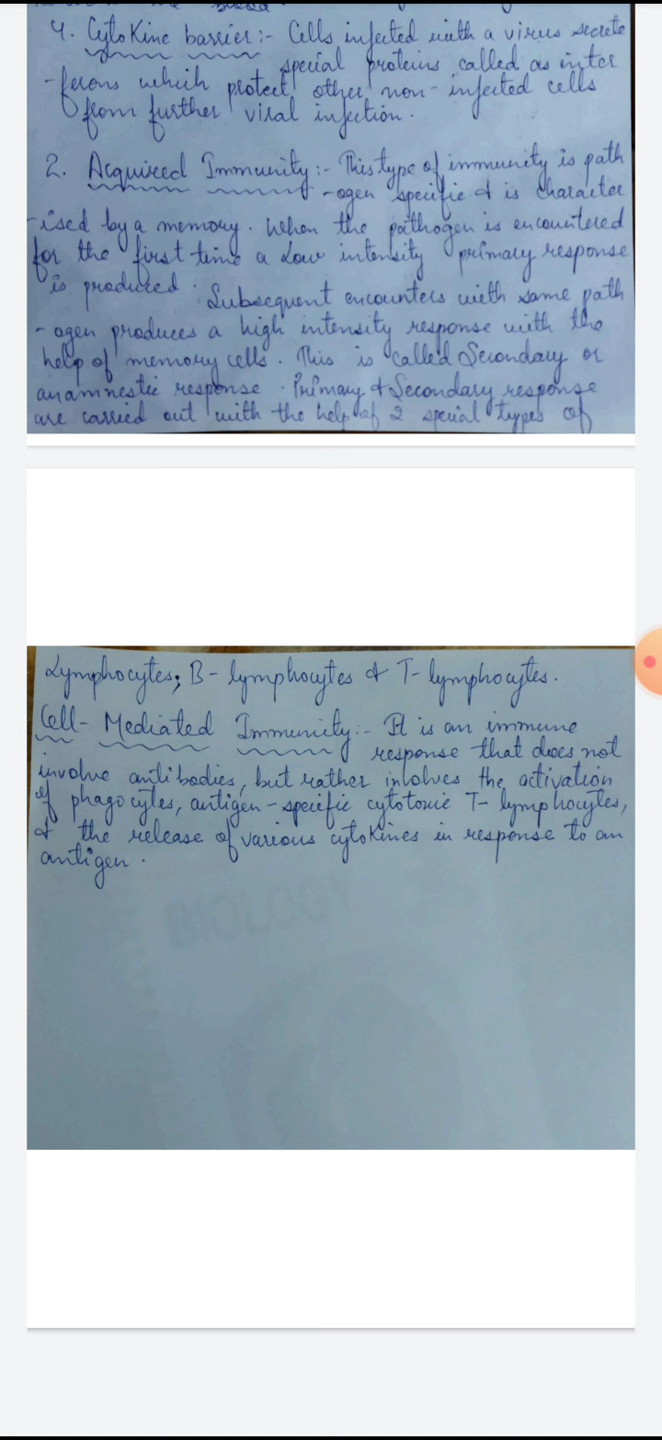 4. Cytokine barrier:- Cells infected with a virus secrete
special proteins called as inter
-ferons which protect other non-infected cells
from further viral infection.
2. Acquired Immunity:- This type of immunity is path
-ogen specific & is character
-ised by a memory. When the pathogen is encountered
for the first time a low intensity primary response
is produced. Subsequent encounters with same path
-ogen produces a high intensity response with the
help of memory cells. This is called Secondary or
anamnestic response. Primary & Secondary response
are carried out with the help of 2 special types of
Lymphocytes; B-lymphocytes & T-lymphocytes.
Cell-Mediated Immunity:- It is an immune
response that does not
involve antibodies, but rather inholves the activation
of phagocytes, antigen-specific cytotoxic T-lymphocytes,
& the release of various cytokines in response to an
antigen.
BIOLOGY